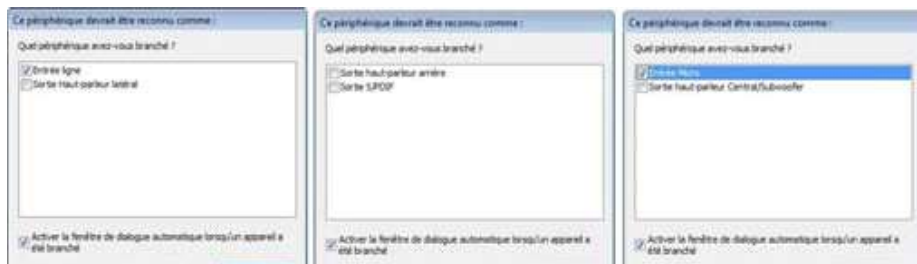 Ce périphérique devrait être reconnu comme :
Quel périphérique avez-vous branché ?
Entrée ligne
Sortie Haut-parleur latéral
Activer la fenêtre de dialogue automatique lorsqu'un appareil a
été branché
Ce périphérique devrait être reconnu comme :
Quel périphérique avez-vous branché ?
Sortie haut-parleur arrière
Sortie S/PDIF
Activer la fenêtre de dialogue automatique lorsqu'un appareil a
été branché
Ce périphérique devrait être reconnu comme :
Quel périphérique avez-vous branché ?
Entrée Micro
Sortie haut-parleur Central/Subwoofer
Activer la fenêtre de dialogue automatique lorsqu'un appareil a
été branché